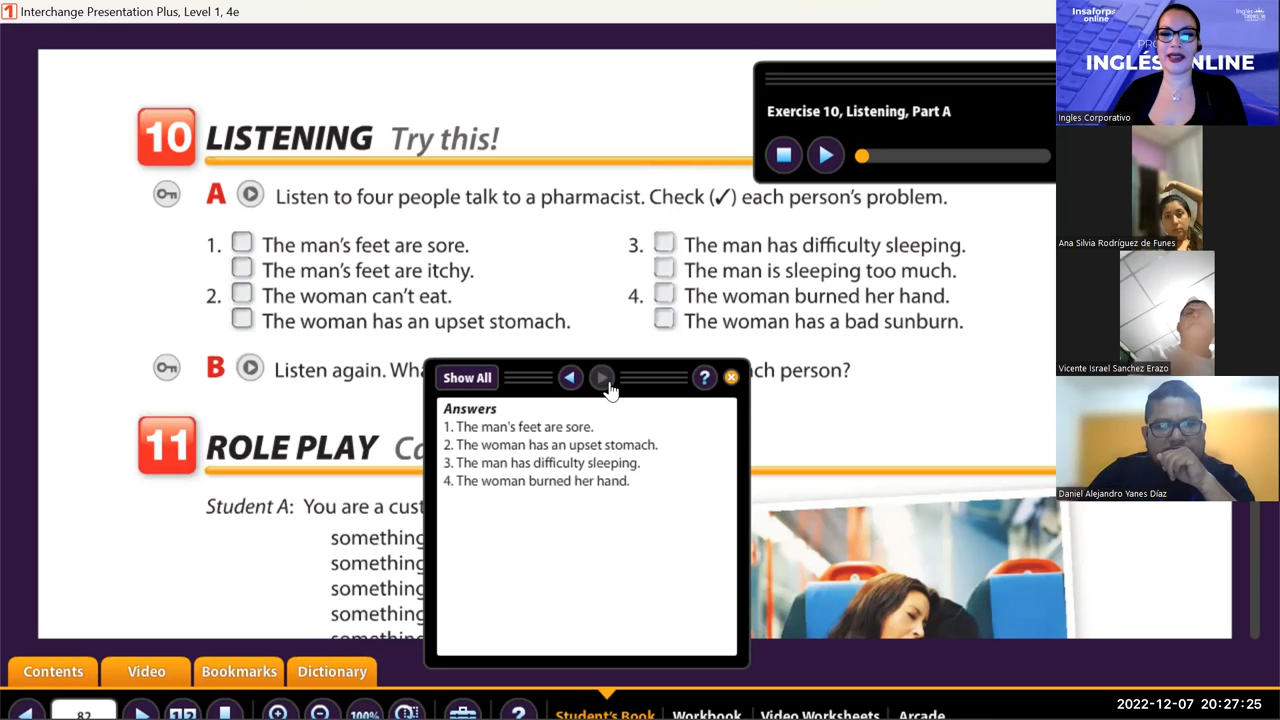 Interchange Presentation Plus, Level 1, 4e
10 LISTENING Try this!
Exercise 10, Listening, Part A
A Listen to four people talk to a pharmacist. Check (✓) each person's problem.
1. The man's feet are sore.
The man's feet are itchy.
2. The woman can't eat.
The woman has an upset stomach.
3. The man has difficulty sleeping.
The man is sleeping too much.
4. The woman burned her hand.
The woman has a bad sunburn.
B Listen again. ach person?
Show All
?
Answers
1. The man's feet are sore.
2. The woman has an upset stomach.
3. The man has difficulty sleeping.
4. The woman burned her hand.
11 ROLE PLAY
Student A: You are a cust
something
something
something
something
Contents
Video
Bookmarks
Dictionary
82
100%
?
Student's Book
Workbook
Video Worksheets
Arcade
Insaforp
online
INGLÉS ONLINE
Ingles Corporativo
Ana Silvia Rodríguez de Funes
Vicente Israel Sanchez Erazo
Daniel Alejandro Yanes Díaz
2022-12-07 20:27:25